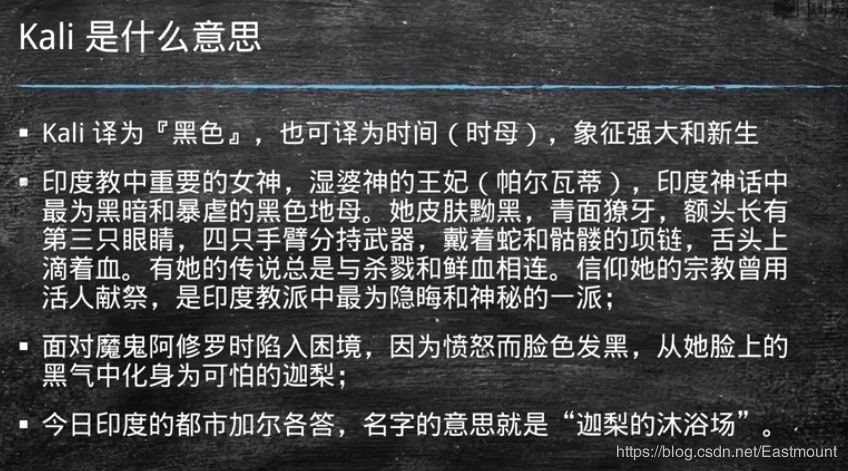 Kali 是什么意思
▪ Kali 译为『黑色』，也可译为时间（时母），象征强大和新生
▪ 印度教中重要的女神，湿婆神的王妃（帕尔瓦蒂），印度神话中
最为黑暗和暴虐的黑色地母。她皮肤黝黑，青面獠牙，额头长有
第三只眼睛，四只手臂分持武器，戴着蛇和骷髅的项链，舌头上
滴着血。有她的传说总是与杀戮和鲜血相连。信仰她的宗教曾用
活人献祭，是印度教派中最为隐晦和神秘的一派；
▪ 面对魔鬼阿修罗时陷入困境，因为愤怒而脸色发黑，从她脸上的
黑气中化身为可怕的迦梨；
▪ 今日印度的都市加尔各答，名字的意思就是“迦梨的沐浴场”。
https://blog.csdn.net/Eastmount